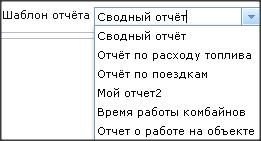 Шаблон отчёта Сводный отчёт
Сводный отчёт
Отчёт по расходу топлива
Отчёт по поездкам
Мой отчет2
Время работы комбайнов
Отчет о работе на объекте